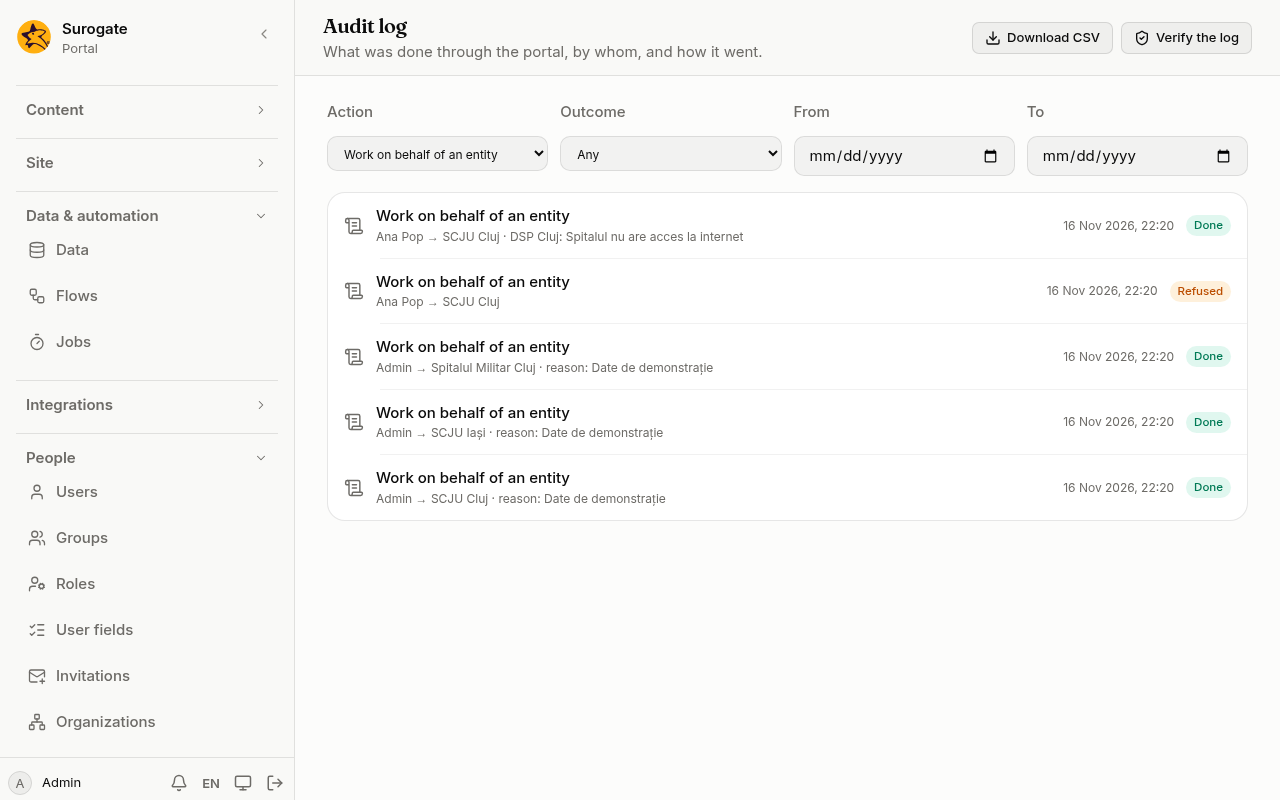 Surogate
Portal
Content
Site
Data & automation
Data
Flows
Jobs
Integrations
People
Users
Groups
Roles
User fields
Invitations
Organizations
A
Admin
EN
Audit log
What was done through the portal, by whom, and how it went.
Download CSV
Verify the log
Action
Outcome
From
To
Work on behalf of an entity
Any
mm/dd/yyyy
mm/dd/yyyy
Work on behalf of an entity
Ana Pop → SCJU Cluj · DSP Cluj: Spitalul nu are acces la internet
16 Nov 2026, 22:20
Done
Work on behalf of an entity
Ana Pop → SCJU Cluj
16 Nov 2026, 22:20
Refused
Work on behalf of an entity
Admin → Spitalul Militar Cluj · reason: Date de demonstrație
16 Nov 2026, 22:20
Done
Work on behalf of an entity
Admin → SCJU Iași · reason: Date de demonstrație
16 Nov 2026, 22:20
Done
Work on behalf of an entity
Admin → SCJU Cluj · reason: Date de demonstrație
16 Nov 2026, 22:20
Done